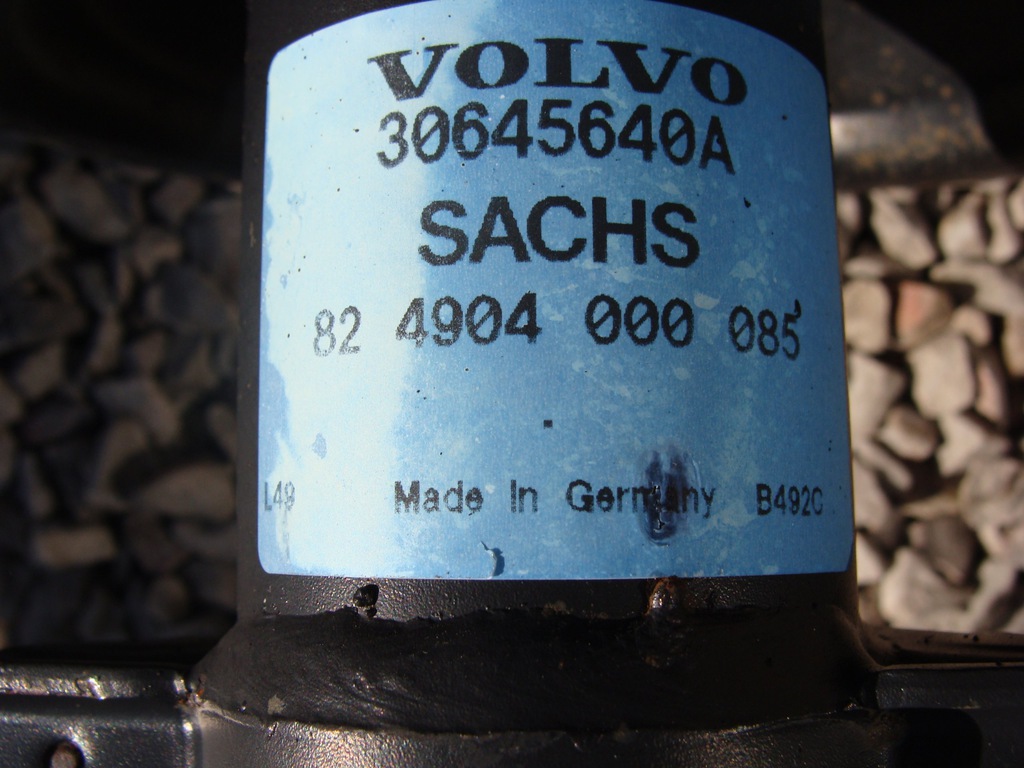 VOLVO
30645640A
SACHS
82 4904 000 085
L49 Made In Germany B492C